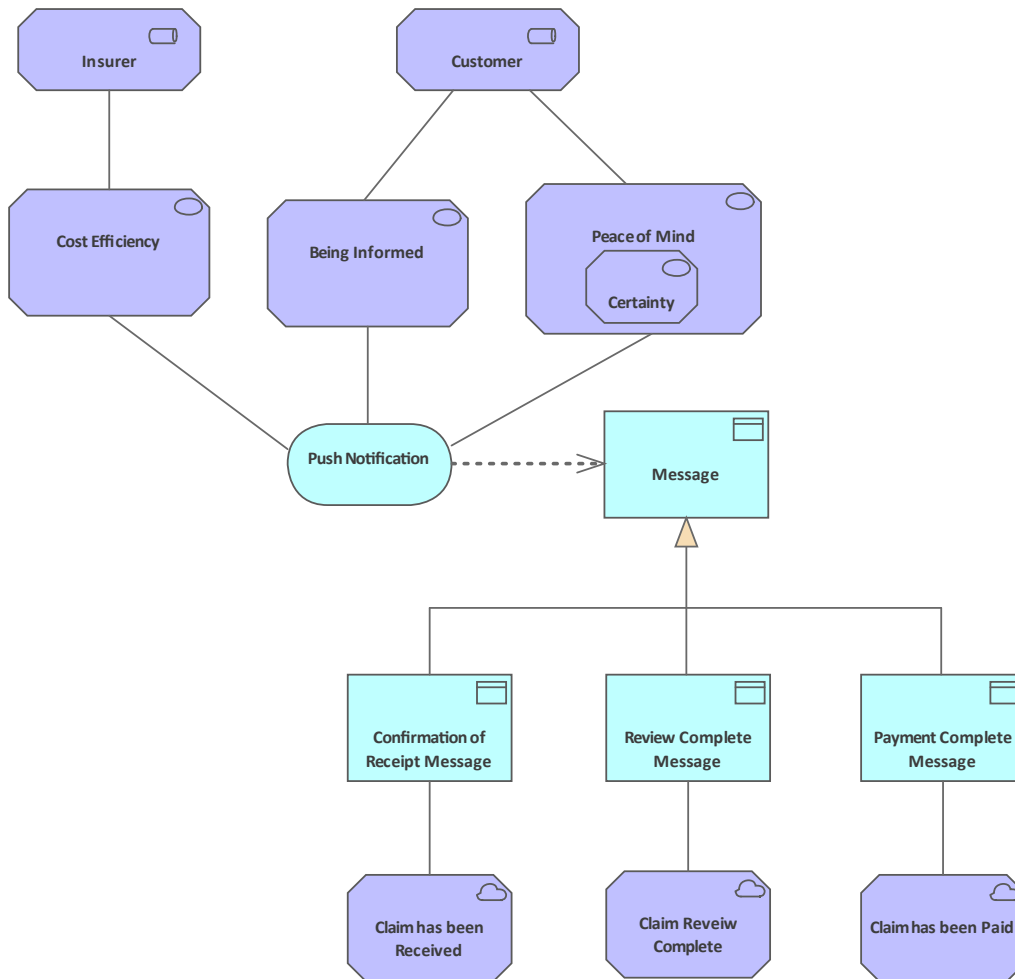 Insurer
Customer
Cost Efficiency
Being Informed
Peace of Mind
Certainty
Push Notification
Message
Confirmation of
Receipt Message
Review Complete
Message
Payment Complete
Message
Claim has been
Received
Claim Reveiw
Complete
Claim has been Paid